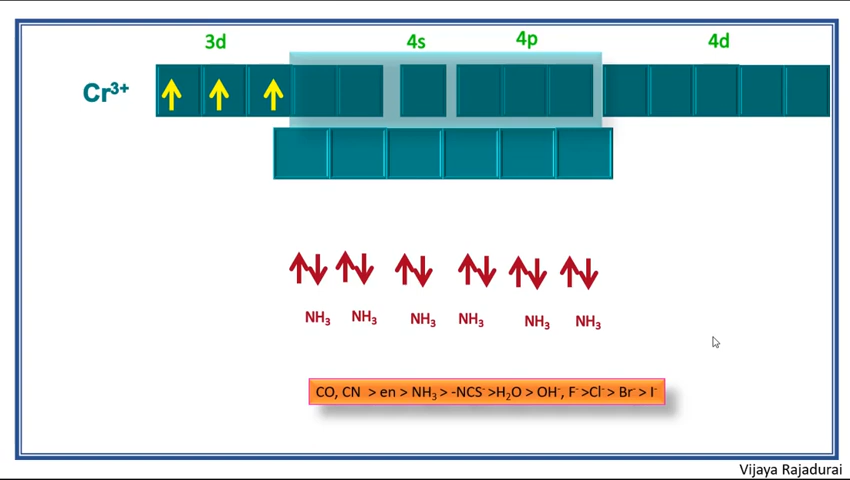 3d 4s 4p 4d
Cr³⁺
NH₃ NH₃ NH₃ NH₃ NH₃ NH₃
CO, CN > en > NH₃ > -NCS⁻ >H₂O > OH⁻, F⁻ >Cl⁻ > Br⁻ > I⁻
Vijaya Rajadurai